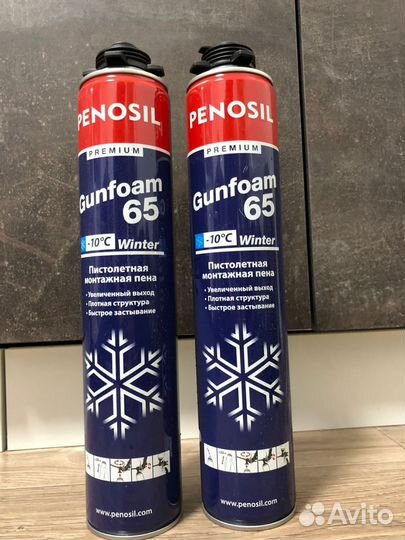 PENOSIL
PREMIUM
Gunfoam
65
-10°C Winter
Пистолетная
монтажная пена
• Увеличенный выход
• Плотная структура
• Быстрое застывание
www.penosil.com
PENOSIL
PREMIUM
Gunfoam
65
-10°C Winter
Пистолетная
монтажная пена
• Увеличенный выход
• Плотная структура
• Быстрое застывание
www.penosil.com
Avito